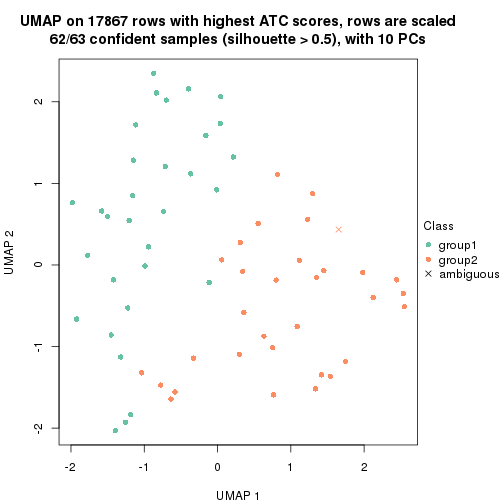 UMAP on 17867 rows with highest ATC scores, rows are scaled
62/63 confident samples (silhouette > 0.5), with 10 PCs
2
1
0
-1
-2
UMAP 2
-2
-1
0
1
2
UMAP 1
Class
group1
group2
ambiguous